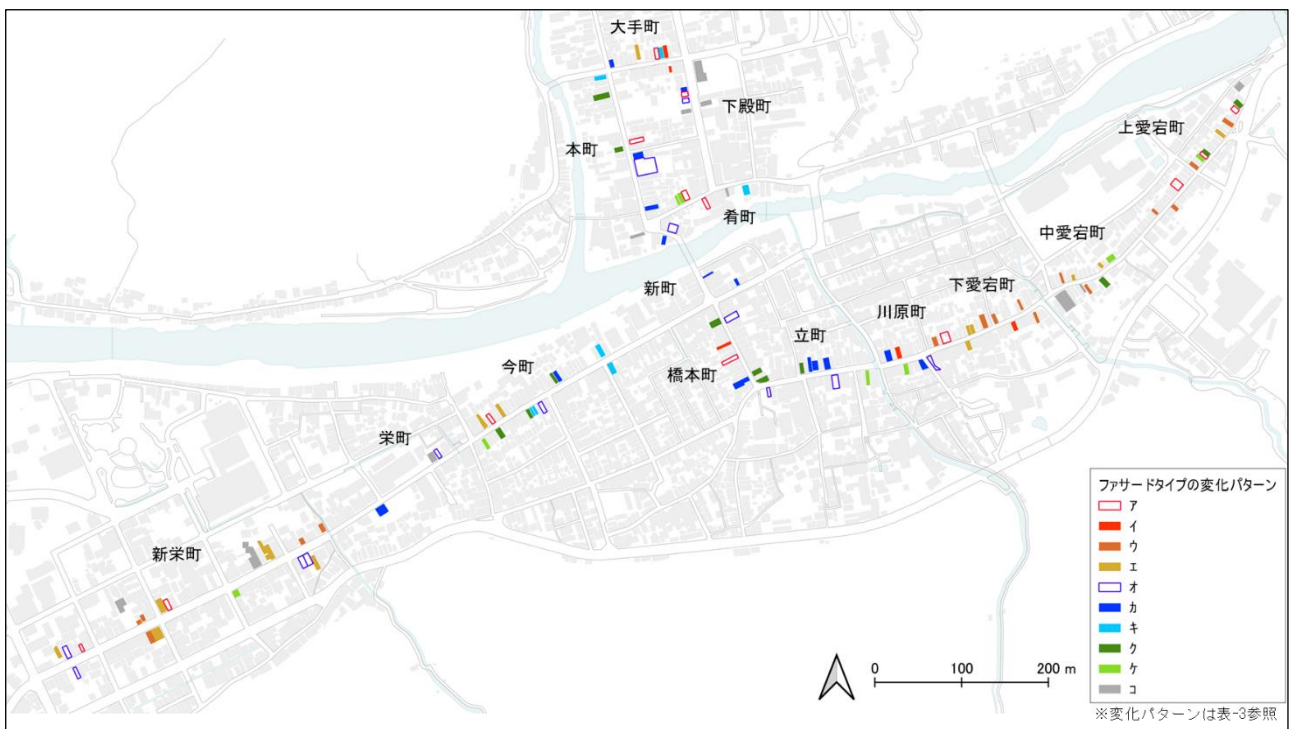 大手町
下殿町
上愛宕町
本町
肴町
中愛宕町
新町
下愛宕町
川原町
立町
今町
橋本町
栄町
新栄町
ファサードタイプの変化パターン
ア
イ
ウ
エ
オ
カ
キ
ク
ケ
コ
0 100 200 m
※変化パターンは表-3参照